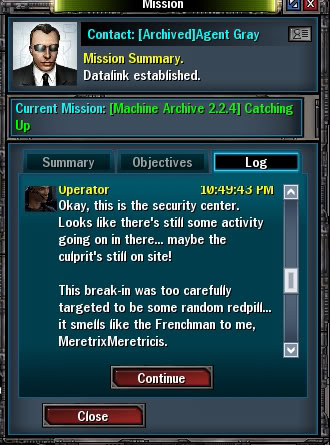 Mission
Contact: [Archived]Agent Gray
Mission Summary.
Datalink established.
Current Mission: [Machine Archive 2.2.4] Catching
Up
Summary
Objectives
Log
Operator 10:49:43 PM
Okay, this is the security center.
Looks like there's still some activity
going on in there... maybe the
culprit's still on site!
This break-in was too carefully
targeted to be some random redpill...
it smells like the Frenchman to me,
MeretrixMeretricis.
Continue
Close